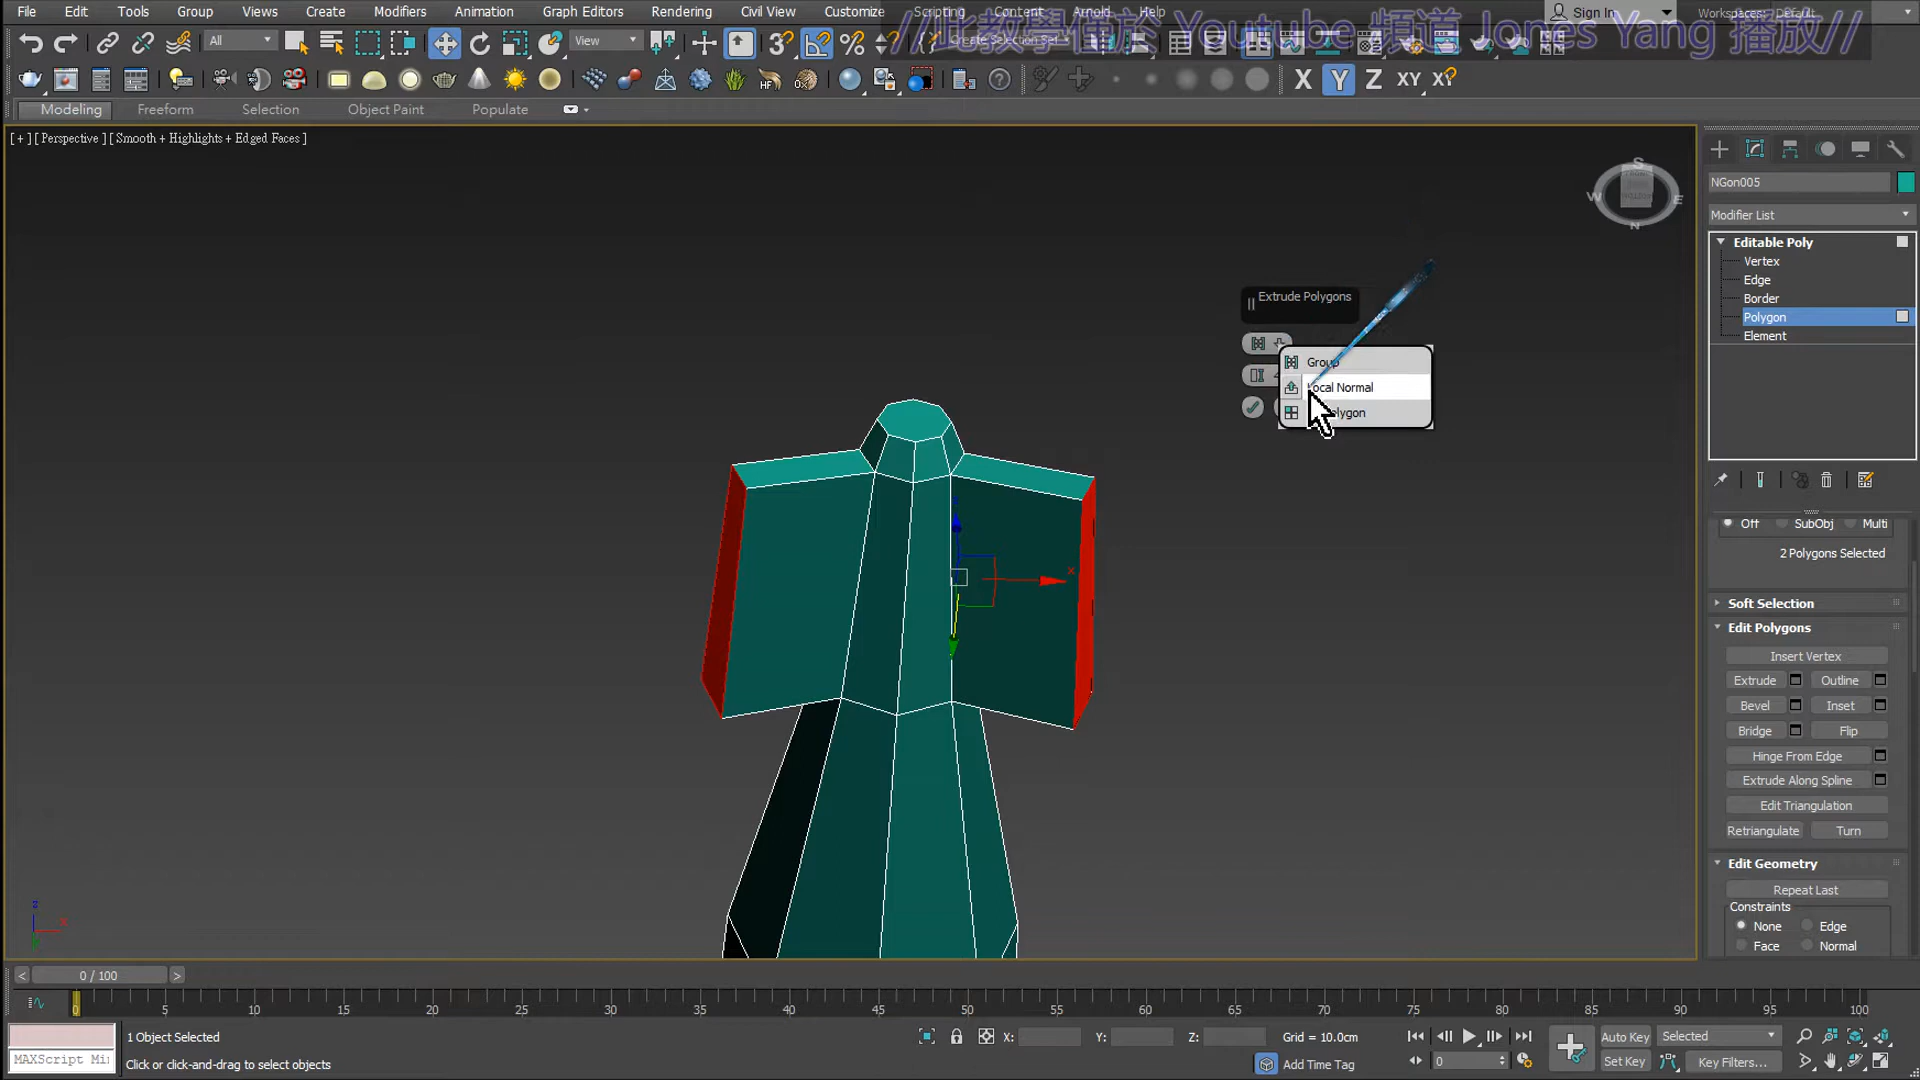 File Edit Tools Group Views Create Modifiers Animation Graph Editors Rendering Civil View Customize Scripting Content Arnold Help Sign In Workspaces: Default
//此教學僅於 Youtube 頻道 Jones Yang 播放//
All View Create Selection Set X Y Z XY
Modeling Freeform Selection Object Paint Populate
[ + ] [ Perspective ] [ Smooth + Highlights + Edged Faces ]
S
W E
N
Extrude Polygons
Group
Local Normal
NGon005
Modifier List
Editable Poly
Vertex
Edge
Border
Polygon
Element
Off SubObj Multi
2 Polygons Selected
Soft Selection
Edit Polygons
Insert Vertex
Extrude Outline
Bevel Inset
Bridge Flip
Hinge From Edge
Extrude Along Spline
Edit Triangulation
Retriangulate Turn
Edit Geometry
Repeat Last
Constraints
None Edge
Face Normal
x
z
x
< 0 / 100 >
0 5 10 15 20 25 30 35 40 45 50 55 60 65 70 75 80 85 90 95 100
1 Object Selected X: Y: Z: Grid = 10.0cm Auto Key Selected
MAXScript Mi Click or click-and-drag to select objects Add Time Tag 0 Set Key Key Filters...